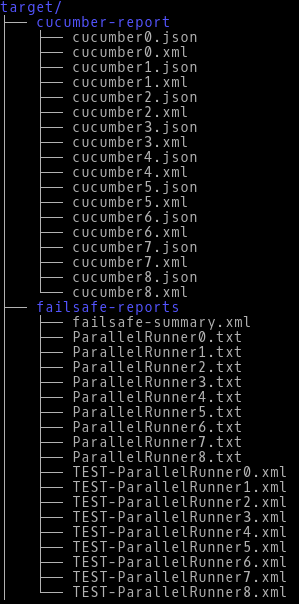 target/
├── cucumber-report
│   ├── cucumber0.json
│   ├── cucumber0.xml
│   ├── cucumber1.json
│   ├── cucumber1.xml
│   ├── cucumber2.json
│   ├── cucumber2.xml
│   ├── cucumber3.json
│   ├── cucumber3.xml
│   ├── cucumber4.json
│   ├── cucumber4.xml
│   ├── cucumber5.json
│   ├── cucumber5.xml
│   ├── cucumber6.json
│   ├── cucumber6.xml
│   ├── cucumber7.json
│   ├── cucumber7.xml
│   ├── cucumber8.json
│   └── cucumber8.xml
├── failsafe-reports
│   ├── failsafe-summary.xml
│   ├── ParallelRunner0.txt
│   ├── ParallelRunner1.txt
│   ├── ParallelRunner2.txt
│   ├── ParallelRunner3.txt
│   ├── ParallelRunner4.txt
│   ├── ParallelRunner5.txt
│   ├── ParallelRunner6.txt
│   ├── ParallelRunner7.txt
│   ├── ParallelRunner8.txt
│   ├── TEST-ParallelRunner0.xml
│   ├── TEST-ParallelRunner1.xml
│   ├── TEST-ParallelRunner2.xml
│   ├── TEST-ParallelRunner3.xml
│   ├── TEST-ParallelRunner4.xml
│   ├── TEST-ParallelRunner5.xml
│   ├── TEST-ParallelRunner6.xml
│   ├── TEST-ParallelRunner7.xml
│   └── TEST-ParallelRunner8.xml